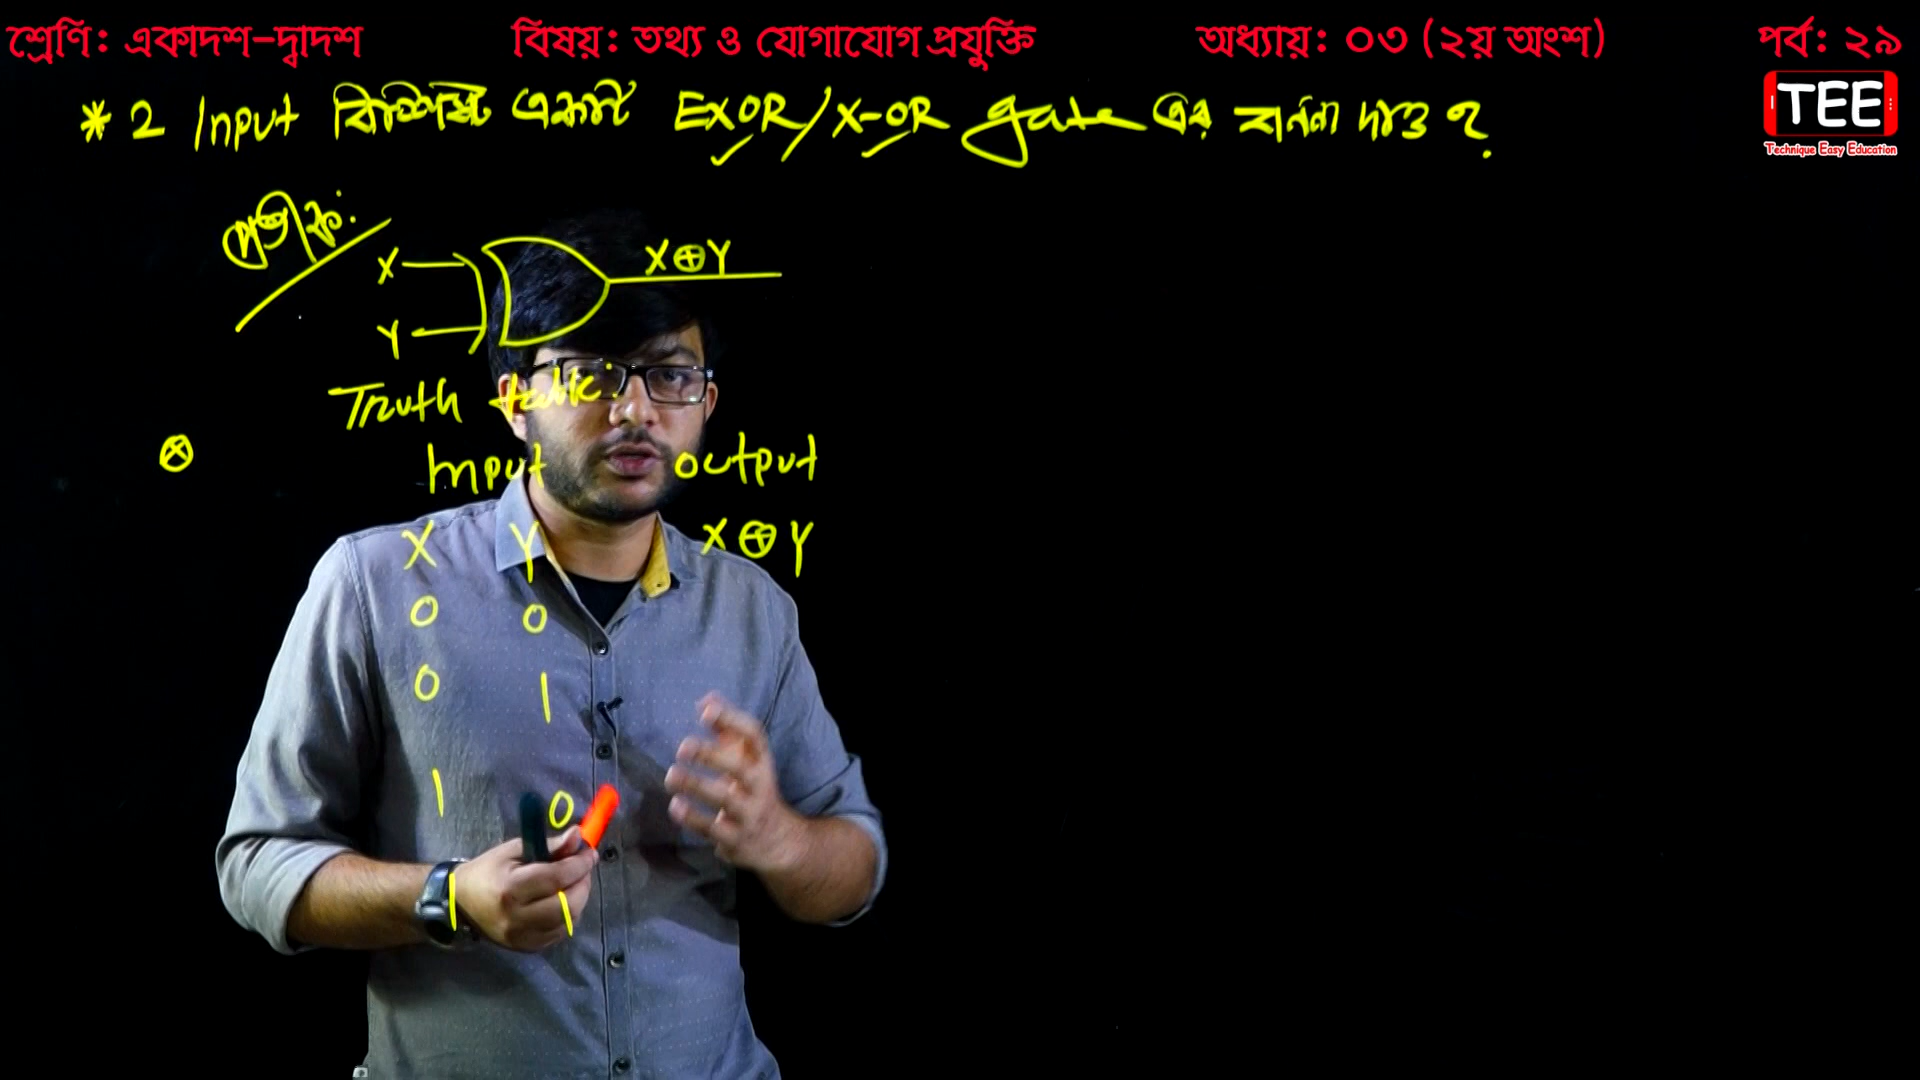 শ্রেণি: একাদশ-দ্বাদশ বিষয়: তথ্য ও যোগাযোগ প্রযুক্তি অধ্যায়: ০৩ (২য় অংশ) পর্ব: ২৯
TEE
Technique Easy Education
* 2 Input বিশিষ্ট একটি EXOR/X-OR gate এর বর্ননা দাও ?
প্রতীক:
X X⊕Y
Y
Truth table:
⊗
Input output
X Y X⊕Y
0 0
0 1
1 0
1 1